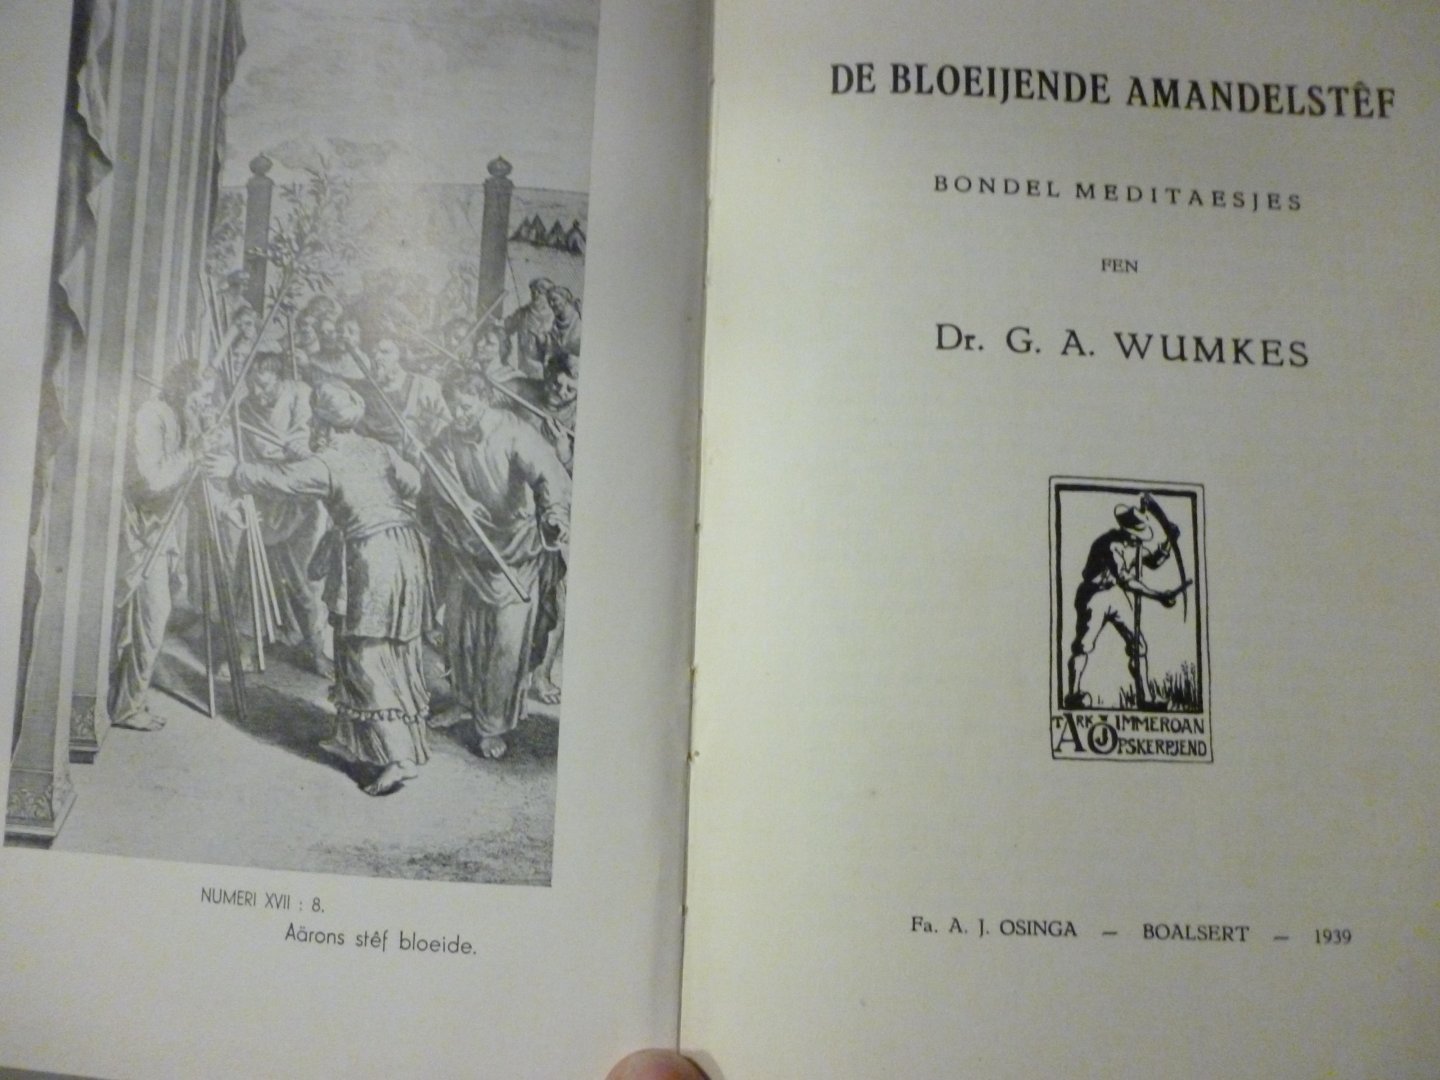 NUMERI XVII : 8.
Aärons stêf bloeide.
DE BLOEIJENDE AMANDELSTÊF
BONDEL MEDITAESJES
FEN
Dr. G. A. WUMKES
TARK JIMMEROAN
OPSKERPJEND
Fa. A. J. OSINGA — BOALSERT — 1939